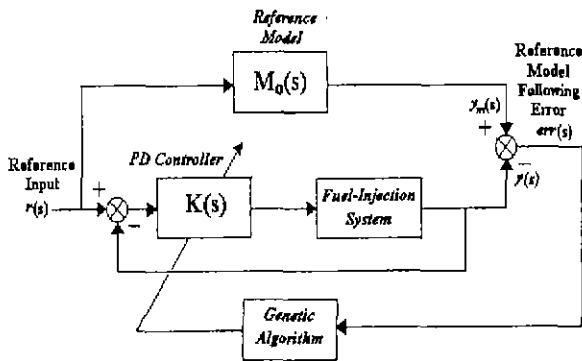 Reference
Model
M₀(s)
Reference
Model
Following
Error
err(s)
yₘ(s)
+
−
y(s)
PD Controller
Reference
Input
r(s)
+
−
K(s)
Fuel-Injection
System
Genetic
Algorithm